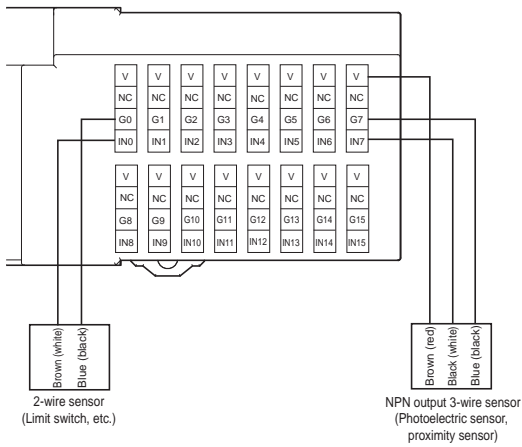 V V V V V V V V
NC NC NC NC NC NC NC NC
G0 G1 G2 G3 G4 G5 G6 G7
IN0 IN1 IN2 IN3 IN4 IN5 IN6 IN7
V V V V V V V V
NC NC NC NC NC NC NC NC
G8 G9 G10 G11 G12 G13 G14 G15
IN8 IN9 IN10 IN11 IN12 IN13 IN14 IN15
Brown (white)
Blue (black)
2-wire sensor
(Limit switch, etc.)
Brown (red)
Black (white)
Blue (black)
NPN output 3-wire sensor
(Photoelectric sensor,
proximity sensor)